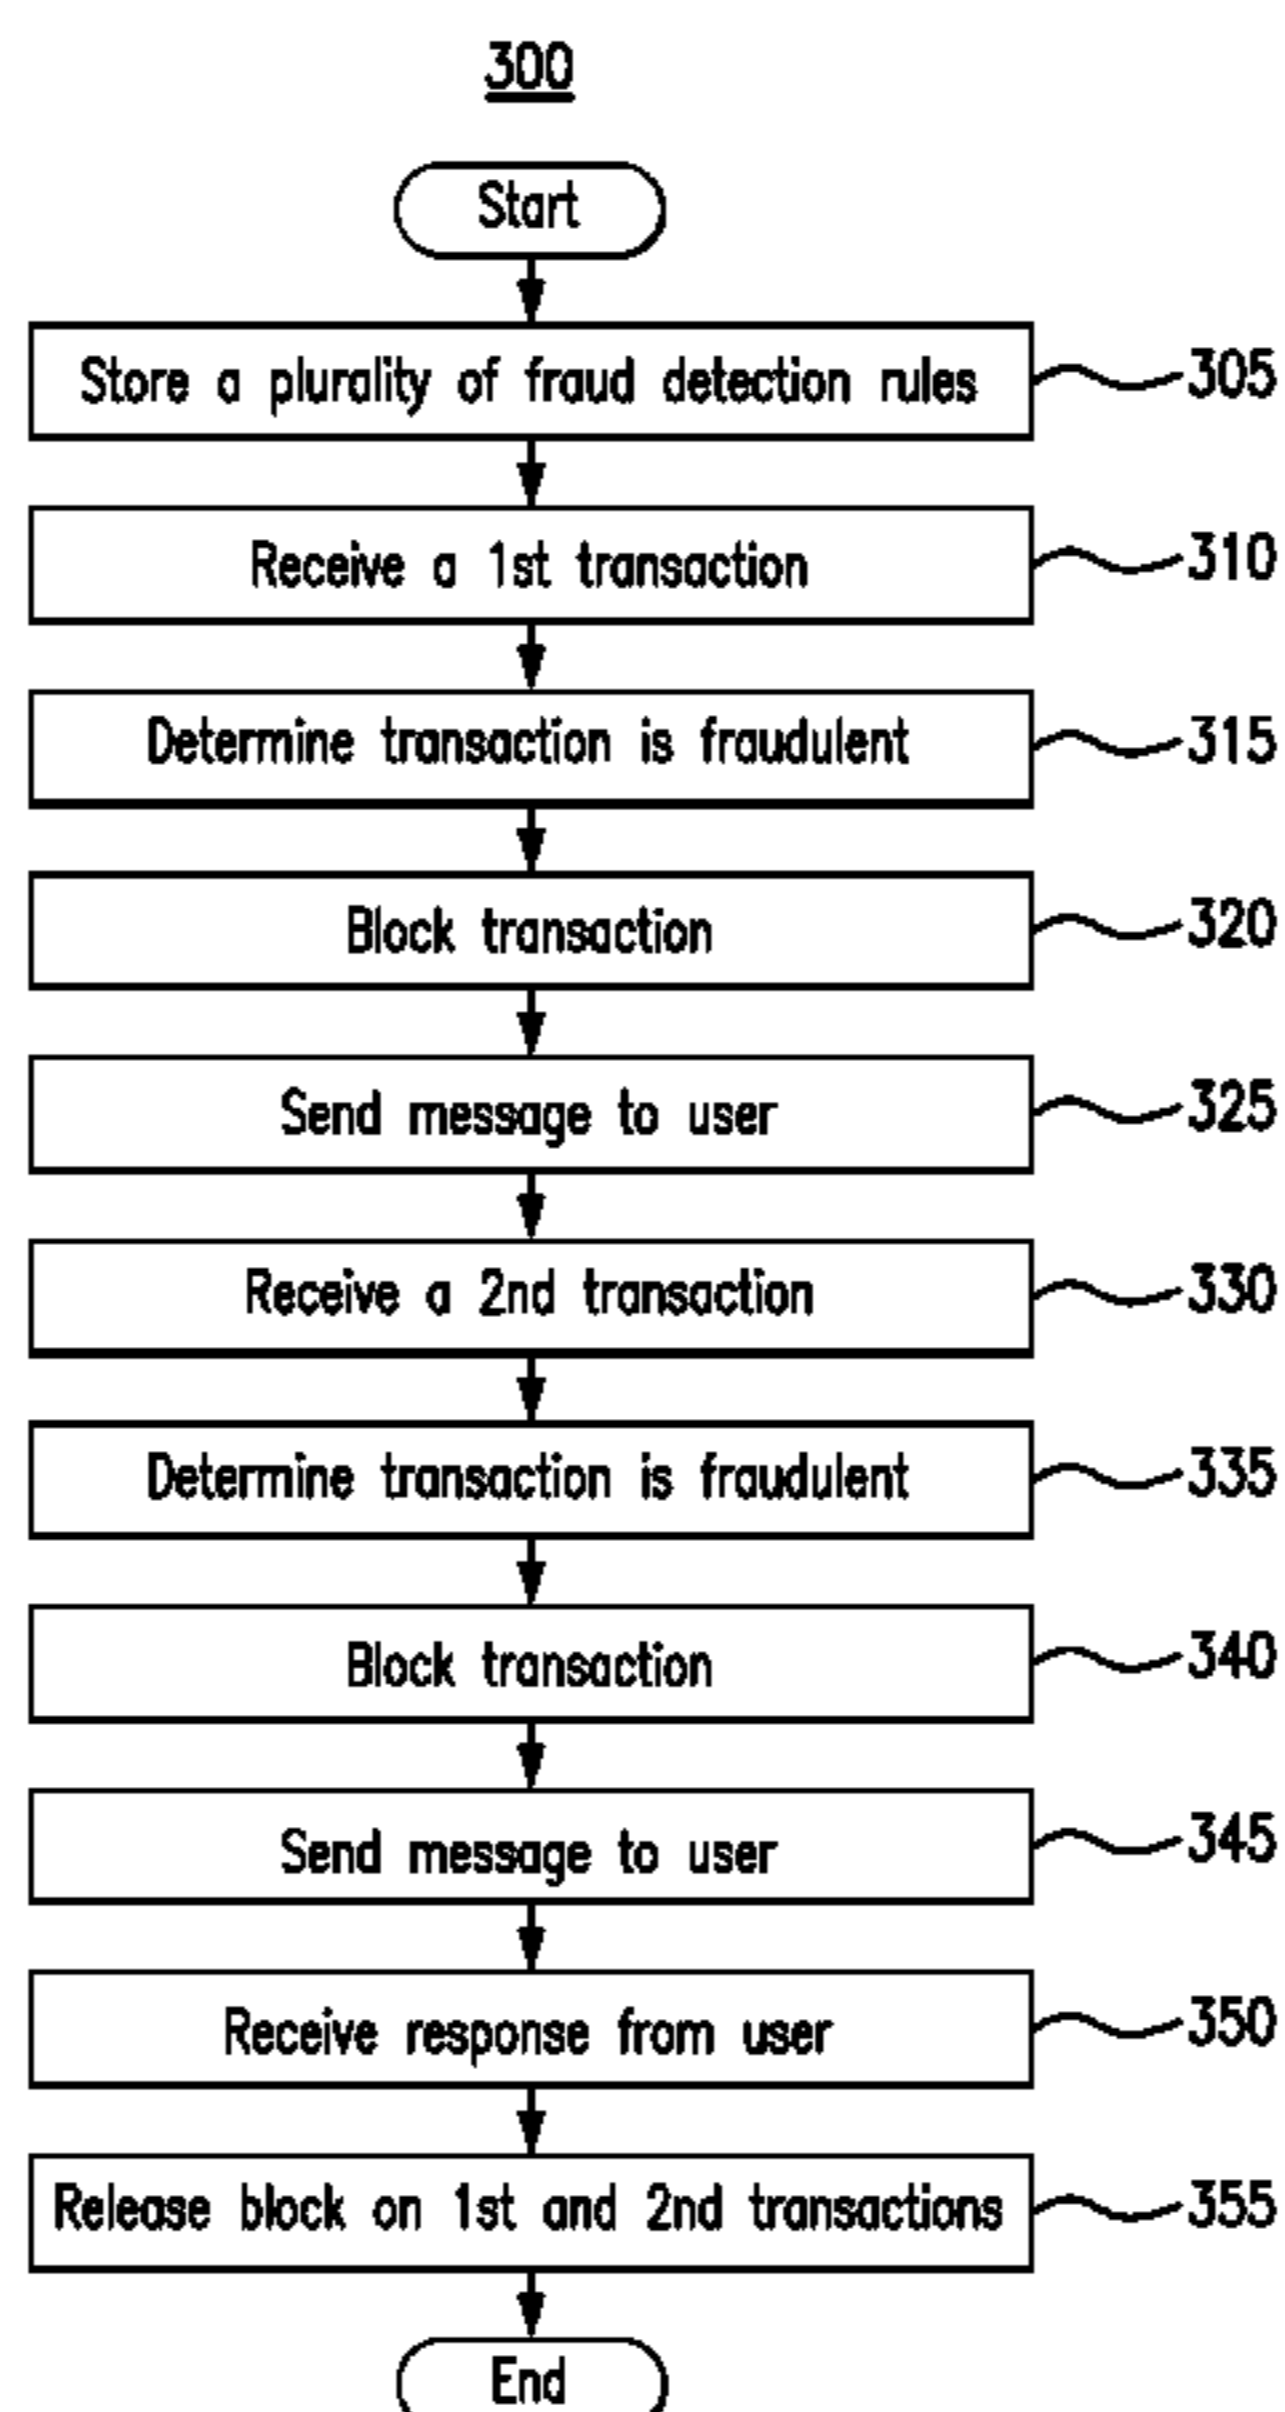 300
Start
Store a plurality of fraud detection rules
305
Receive a 1st transaction
310
Determine transaction is fraudulent
315
Block transaction
320
Send message to user
325
Receive a 2nd transaction
330
Determine transaction is fraudulent
335
Block transaction
340
Send message to user
345
Receive response from user
350
Release block on 1st and 2nd transactions
355
End